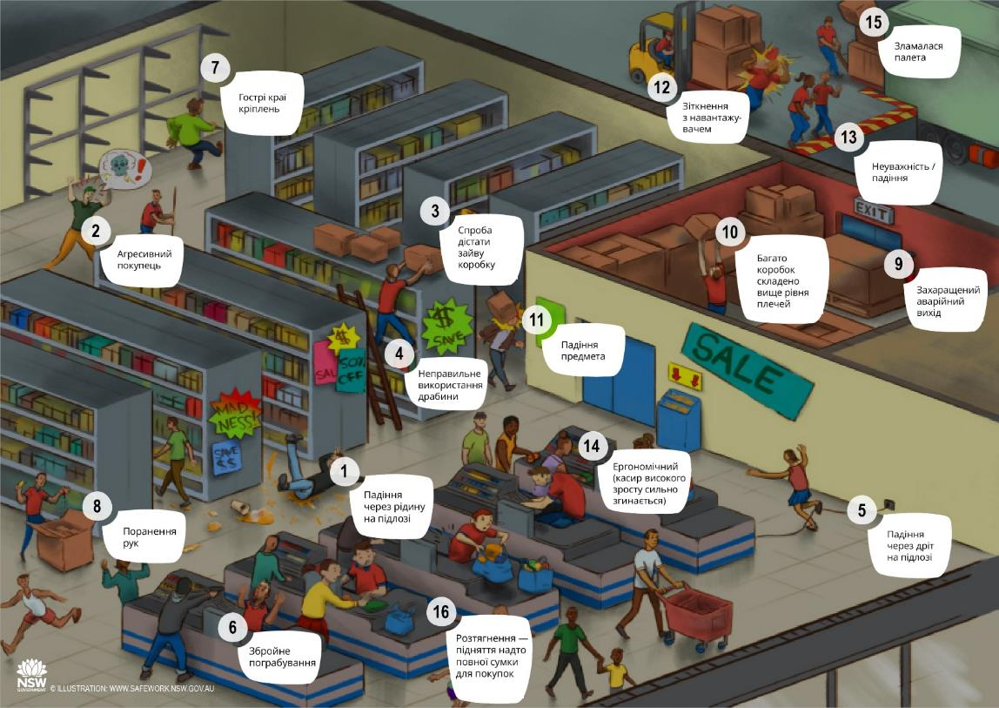 15
Зламалася
палета
7
Гострі краї
кріплень
12
Зіткнення
з навантажу-
вачем
13
Неуважність /
падіння
EXIT
2
Агресивний
покупець
3
Спроба
дістати
зайву
коробку
10
Багато
коробок
складено
вище рівня
плечей
9
Захаращений
аварійний
вихід
11
Падіння
предмета
$
SAVE
4
Неправильне
використання
драбини
$
SAL
50%
OFF
SALE
MAD
NESS!
SAVE
$$
1
Падіння
через рідину
на підлозі
14
Ергономічний
(касир високого
зросту сильно
згинається)
8
Поранення
рук
5
Падіння
через дріт
на підлозі
6
Збройне
пограбування
16
Розтягнення —
підняття надто
повної сумки
для покупок
NSW
GOVERNMENT
© ILLUSTRATION: WWW.SAFEWORK.NSW.GOV.AU